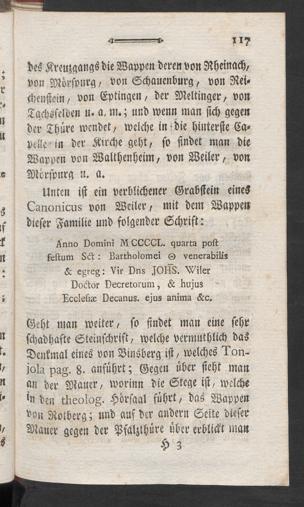 117
des Kreuzgangs die Wappen deren von Rheinach,
von Mörspurg, von Schauenburg, von Rei-
chenstein, von Eptingen, der Meltinger, von
Tachsfelden u. a. m.; und wenn man sich gegen
der Thüre wendet, welche in die hinterste Ca-
pelle in der Kirche geht, so findet man die
Wappen von Walthenheim, von Weiler, von
Mörspurg u. a.
Unten ist ein verblichener Grabstein eines
Canonicus von Weiler, mit dem Wappen
dieser Familie und folgender Schrift:
Anno Domini MCCCCL. quarta post
festum Sct: Bartholomei Θ venerabilis
& egreg: Vir Dns JOHS. Wiler
Doctor Decretorum, & hujus
Ecclesiæ Decanus. ejus anima &c.
Geht man weiter, so findet man eine sehr
schadhafte Steinschrift, welche vermuthlich das
Denkmal eines von Binsberg ist, welches Ton-
jola pag. 8. anführt; Gegen über sieht man
an der Mauer, worinn die Stege ist, welche
in den theolog. Hörsaal führt, das Wappen
von Rotberg; und auf der andern Seite dieser
Mauer gegen der Pfalzthüre über erblickt man
H 3